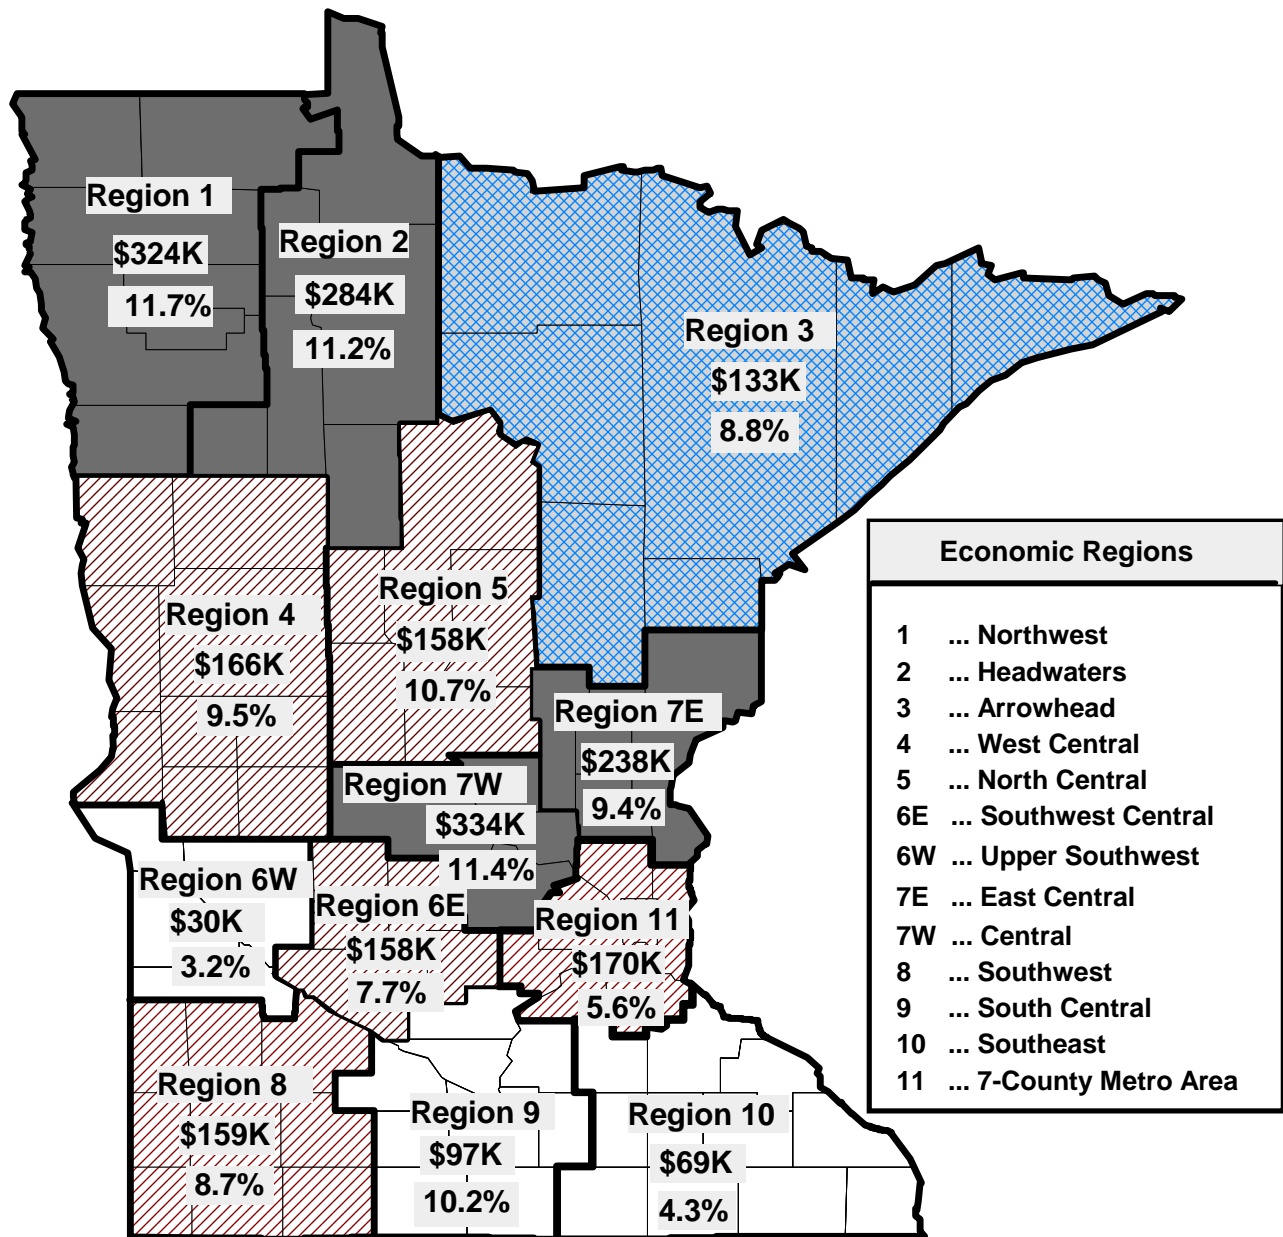 Region 1
$324K
11.7%
Region 2
$284K
11.2%
Region 3
$133K
8.8%
Region 4
$166K
9.5%
Region 5
$158K
10.7%
Region 7E
$238K
9.4%
Region 7W
$334K
11.4%
Region 6W
$30K
3.2%
Region 6E
$158K
7.7%
Region 11
$170K
5.6%
Region 8
$159K
8.7%
Region 9
$97K
10.2%
Region 10
$69K
4.3%
Economic Regions
1 ... Northwest
2 ... Headwaters
3 ... Arrowhead
4 ... West Central
5 ... North Central
6E ... Southwest Central
6W ... Upper Southwest
7E ... East Central
7W ... Central
8 ... Southwest
9 ... South Central
10 ... Southeast
11 ... 7-County Metro Area